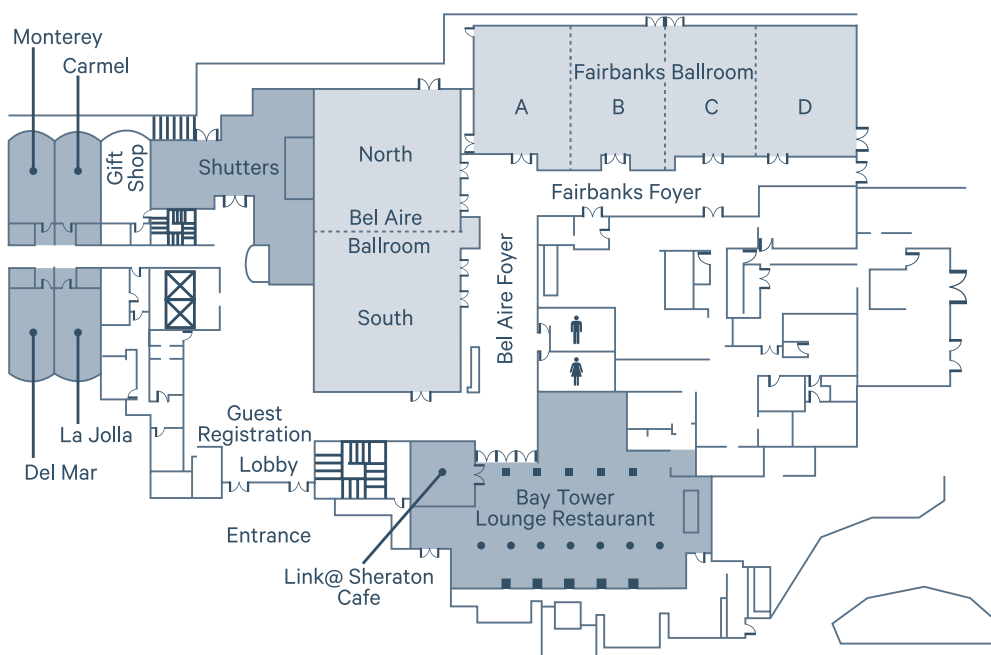 Monterey
Carmel
Gift
Shop
Shutters
North
Bel Aire
Ballroom
South
Fairbanks Ballroom
A
B
C
D
Fairbanks Foyer
Bel Aire Foyer
La Jolla
Del Mar
Guest
Registration
Lobby
Entrance
Link@ Sheraton
Cafe
Bay Tower
Lounge Restaurant